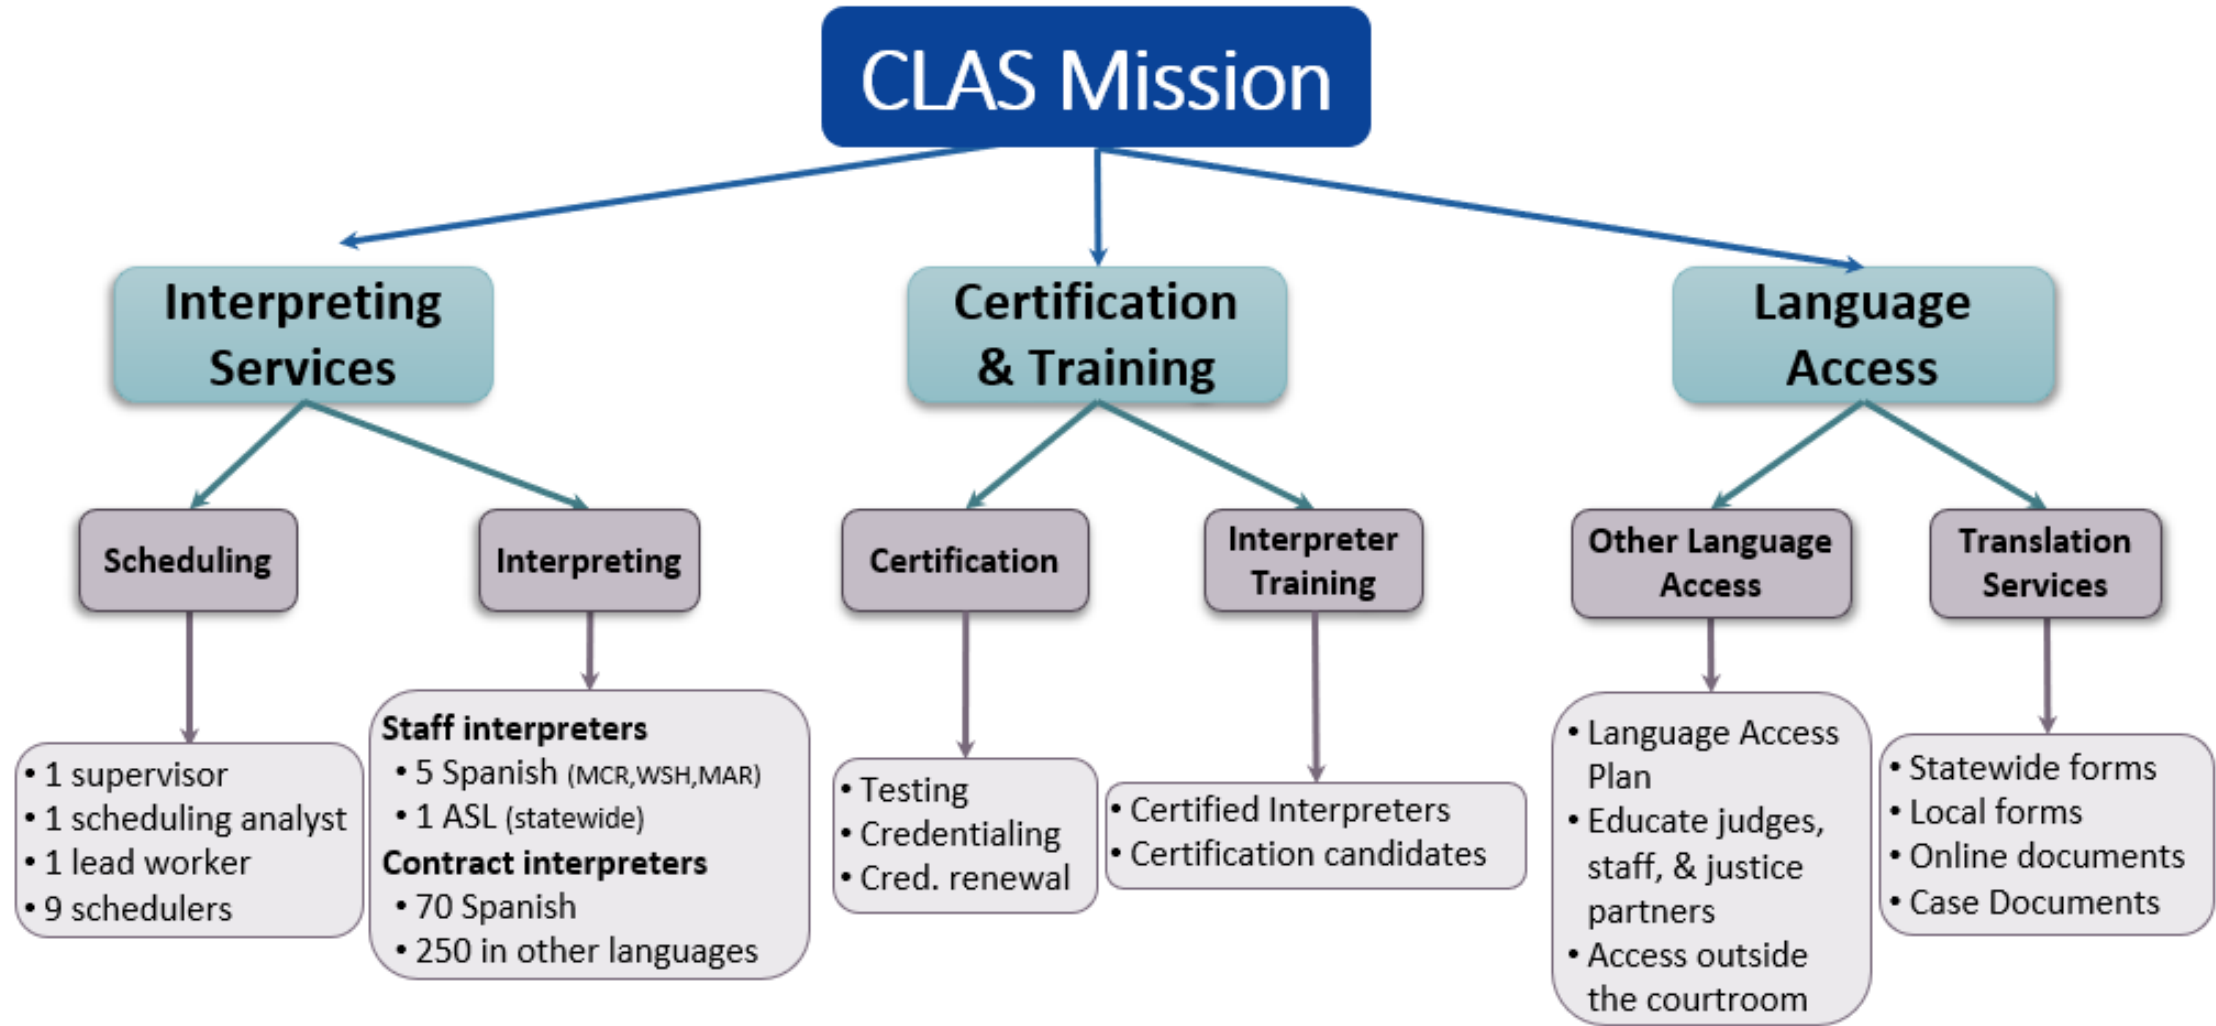 CLAS Mission
Interpreting
Services
Certification
& Training
Language
Access
Scheduling
Interpreting
Certification
Interpreter
Training
Other Language
Access
Translation
Services
• 1 supervisor
• 1 scheduling analyst
• 1 lead worker
• 9 schedulers
Staff interpreters
• 5 Spanish (MCR,WSH,MAR)
• 1 ASL (statewide)
Contract interpreters
• 70 Spanish
• 250 in other languages
• Testing
• Credentialing
• Cred. renewal
• Certified Interpreters
• Certification candidates
• Language Access
Plan
• Educate judges,
staff, & justice
partners
• Access outside
the courtroom
• Statewide forms
• Local forms
• Online documents
• Case Documents